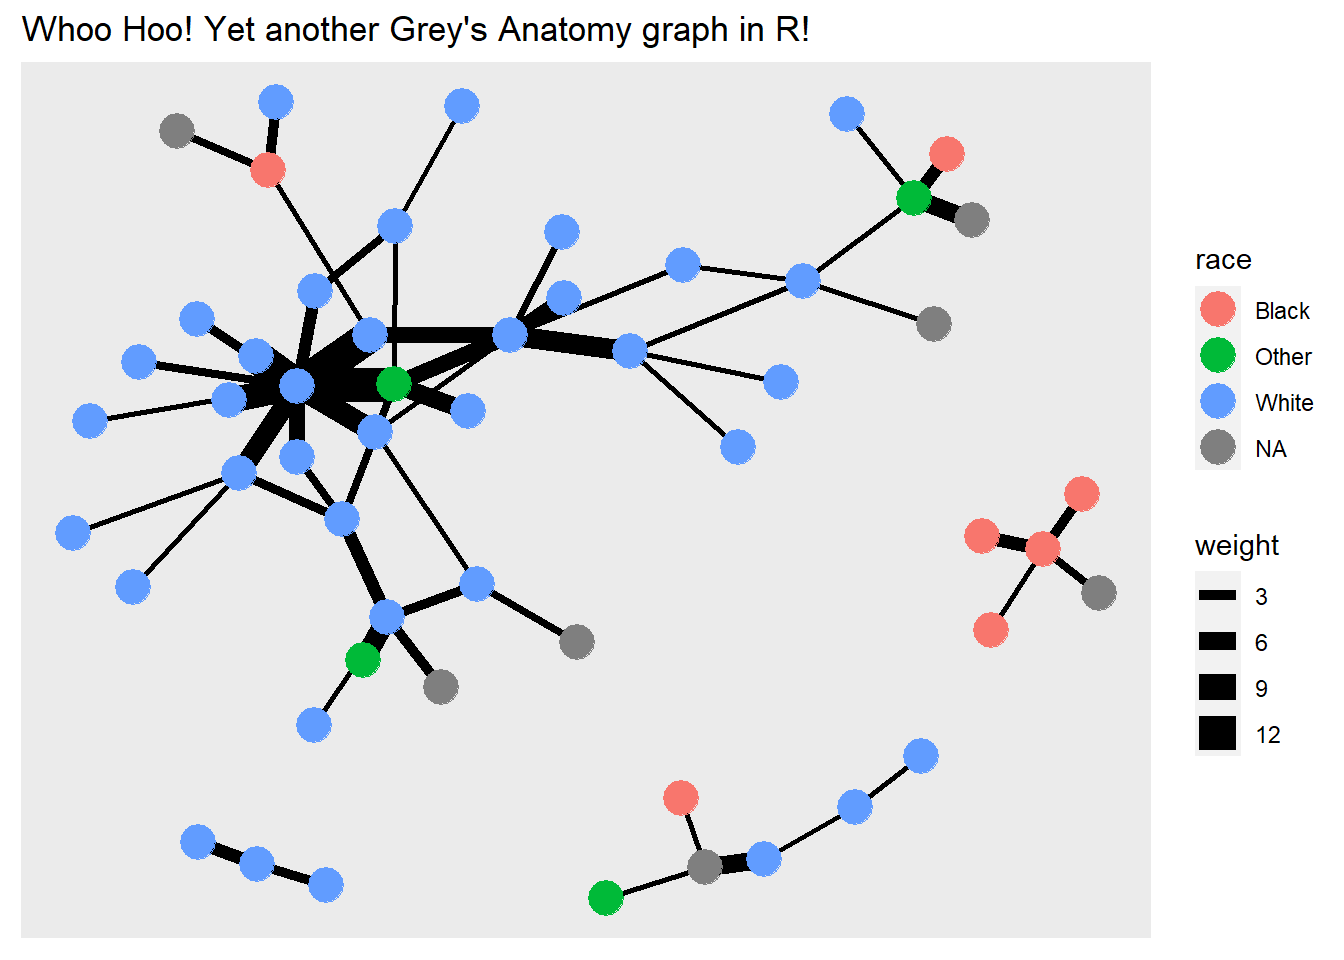 Whoo Hoo! Yet another Grey's Anatomy graph in R!
race
Black
Other
White
NA
weight
3
6
9
12